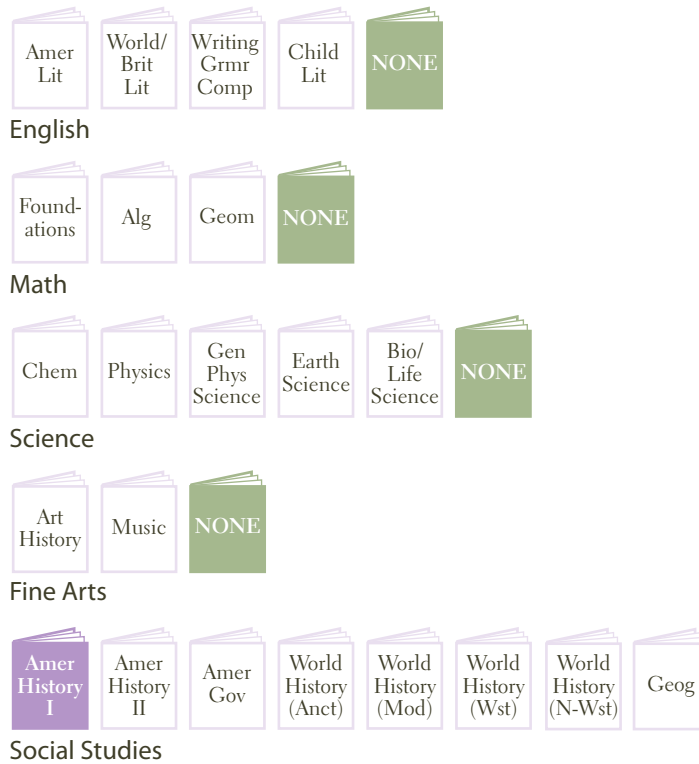 Amer
Lit
World/
Brit
Lit
Writing
Grmr
Comp
Child
Lit
NONE
English
Found-
ations
Alg
Geom
NONE
Math
Chem
Physics
Gen
Phys
Science
Earth
Science
Bio/
Life
Science
NONE
Science
Art
History
Music
NONE
Fine Arts
Amer
History
I
Amer
History
II
Amer
Gov
World
History
(Anct)
World
History
(Mod)
World
History
(Wst)
World
History
(N-Wst)
Geog
Social Studies